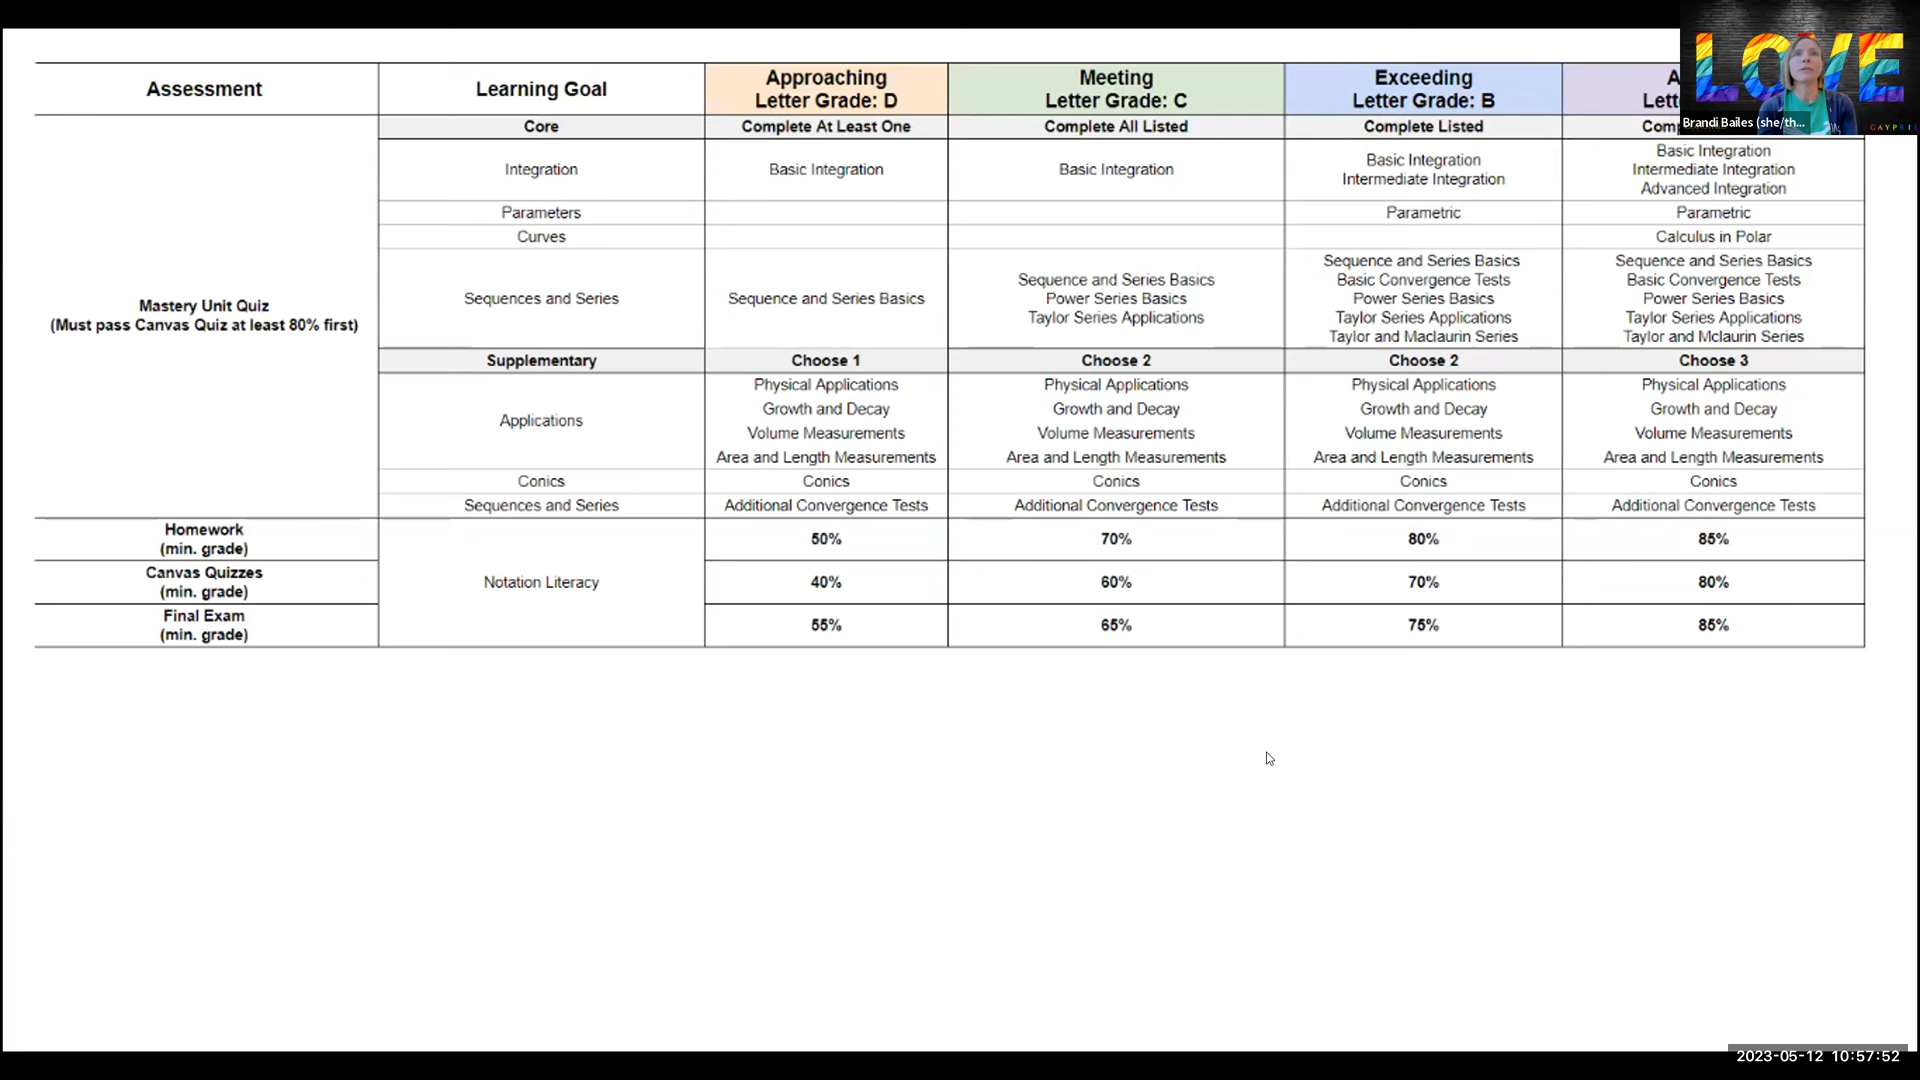 Assessment
Learning Goal
Approaching
Letter Grade: D
Meeting
Letter Grade: C
Exceeding
Letter Grade: B
LOVE
Brandi Bailes (she/th...
Core
Complete At Least One
Complete All Listed
Complete Listed
Mastery Unit Quiz
(Must pass Canvas Quiz at least 80% first)
Integration
Basic Integration
Basic Integration
Basic Integration
Intermediate Integration
Basic Integration
Intermediate Integration
Advanced Integration
Parameters
Parametric
Parametric
Curves
Calculus in Polar
Sequences and Series
Sequence and Series Basics
Sequence and Series Basics
Power Series Basics
Taylor Series Applications
Sequence and Series Basics
Basic Convergence Tests
Power Series Basics
Taylor Series Applications
Taylor and Maclaurin Series
Sequence and Series Basics
Basic Convergence Tests
Power Series Basics
Taylor Series Applications
Taylor and Mclaurin Series
Supplementary
Choose 1
Choose 2
Choose 2
Choose 3
Applications
Physical Applications
Growth and Decay
Volume Measurements
Area and Length Measurements
Physical Applications
Growth and Decay
Volume Measurements
Area and Length Measurements
Physical Applications
Growth and Decay
Volume Measurements
Area and Length Measurements
Physical Applications
Growth and Decay
Volume Measurements
Area and Length Measurements
Conics
Conics
Conics
Conics
Conics
Sequences and Series
Additional Convergence Tests
Additional Convergence Tests
Additional Convergence Tests
Additional Convergence Tests
Homework
(min. grade)
Notation Literacy
50%
70%
80%
85%
Canvas Quizzes
(min. grade)
40%
60%
70%
80%
Final Exam
(min. grade)
55%
65%
75%
85%
2023-05-12 10:57:52